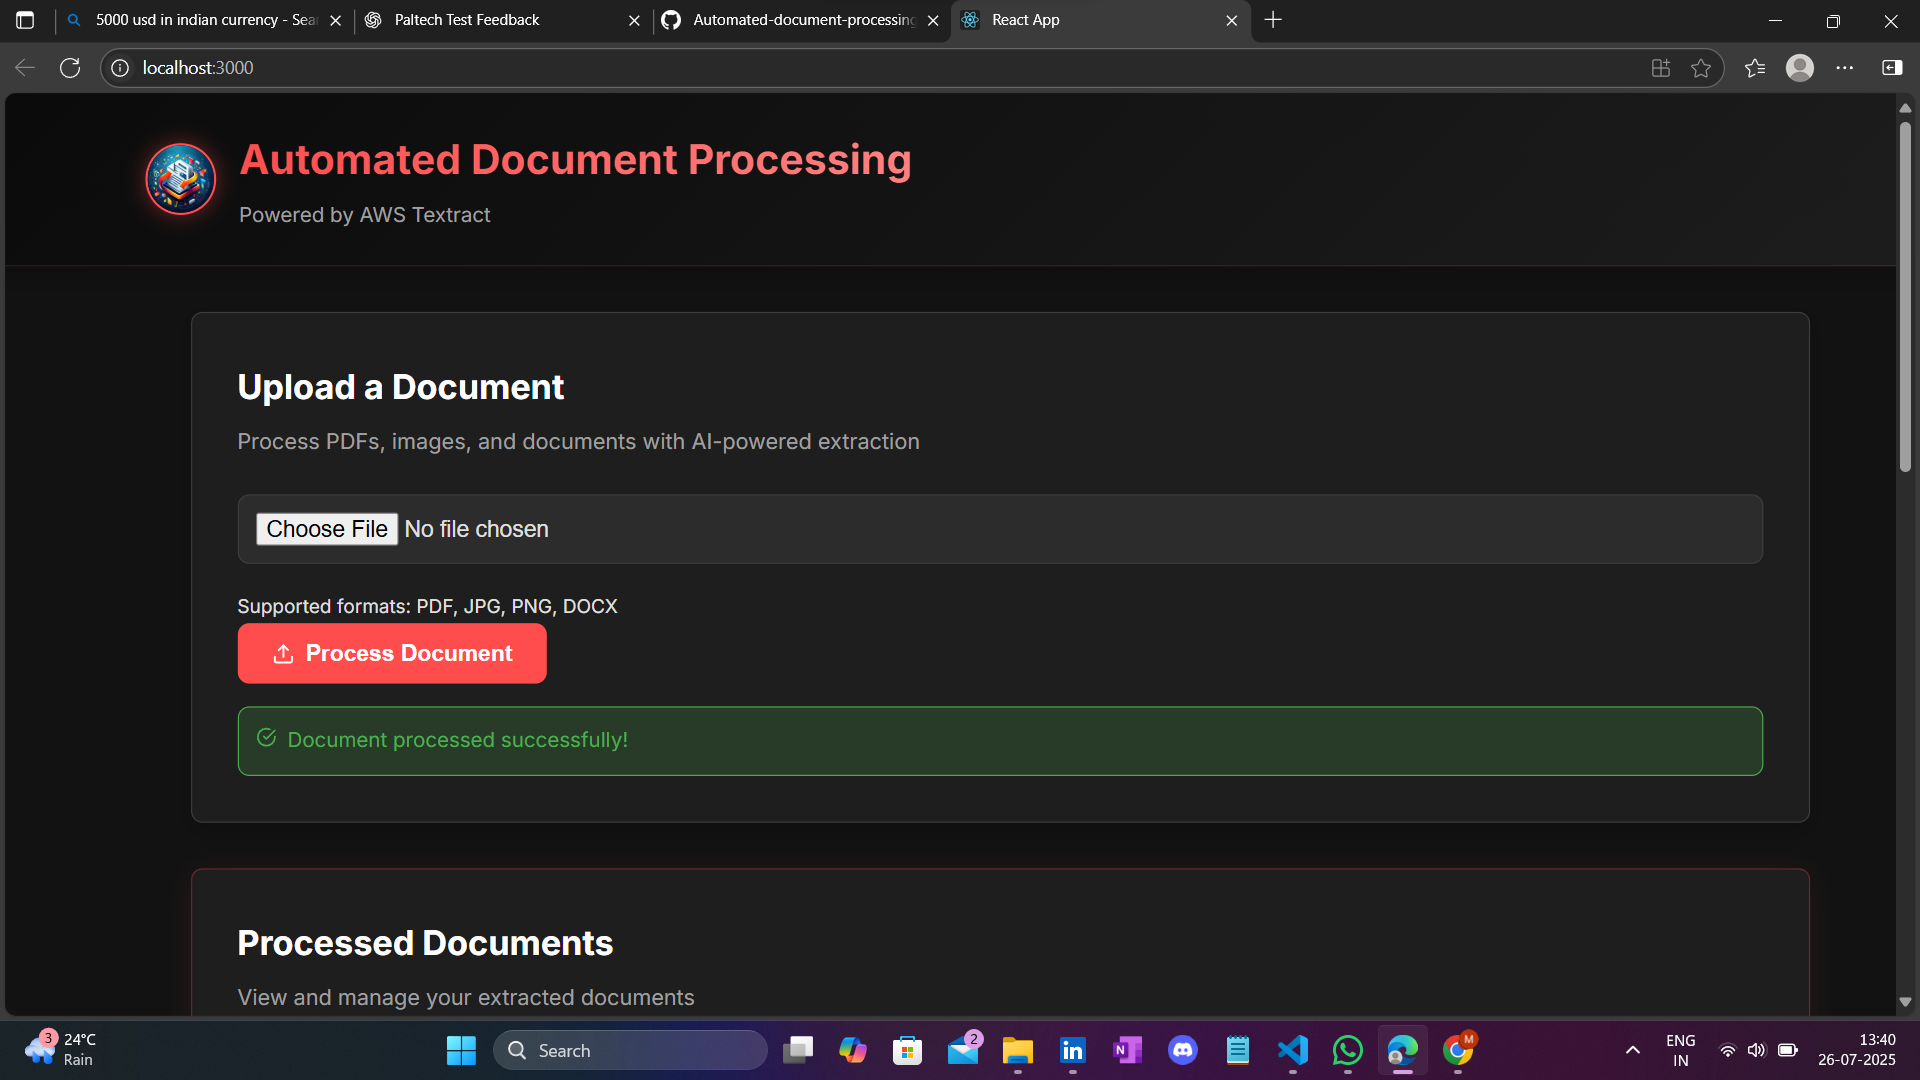 5000 usd in indian currency - Sear
Paltech Test Feedback
Automated-document-processing
React App
localhost:3000
Automated Document Processing
Powered by AWS Textract
Upload a Document
Process PDFs, images, and documents with AI-powered extraction
Choose File No file chosen
Supported formats: PDF, JPG, PNG, DOCX
Process Document
Document processed successfully!
Processed Documents
View and manage your extracted documents
3
24°C
Rain
Search
2
in
N
M
ENG
IN
13:40
26-07-2025